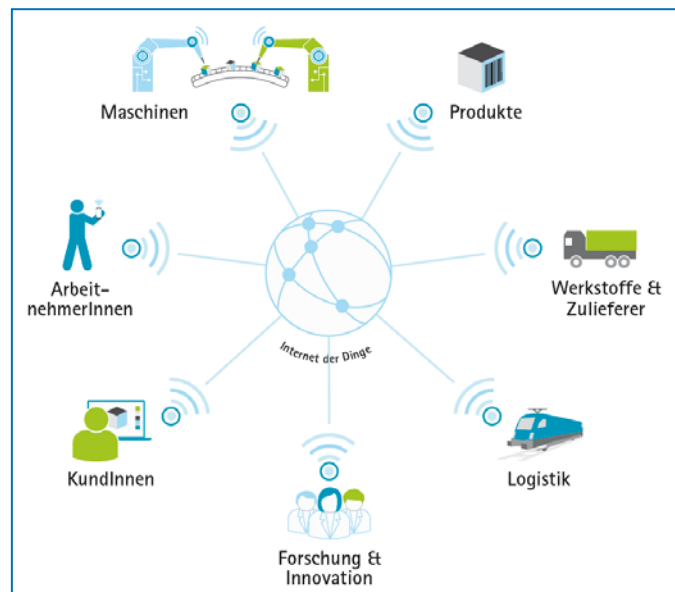 Maschinen
Produkte
Arbeit-
nehmerInnen
Werkstoffe &
Zulieferer
Internet der Dinge
KundInnen
Logistik
Forschung &
Innovation